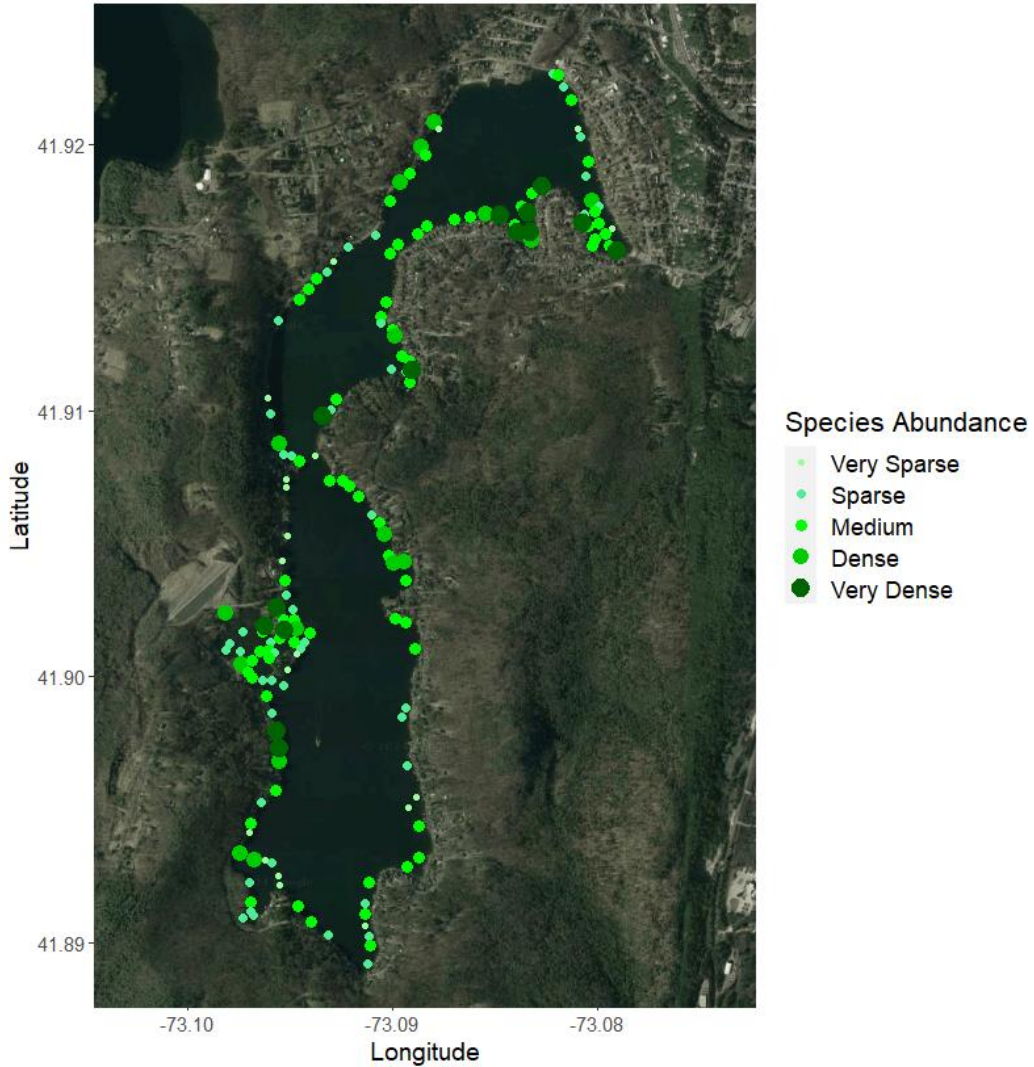 41.92
41.91
41.90
41.89
Latitude
-73.10
-73.09
-73.08
Longitude
Species Abundance
Very Sparse
Sparse
Medium
Dense
Very Dense